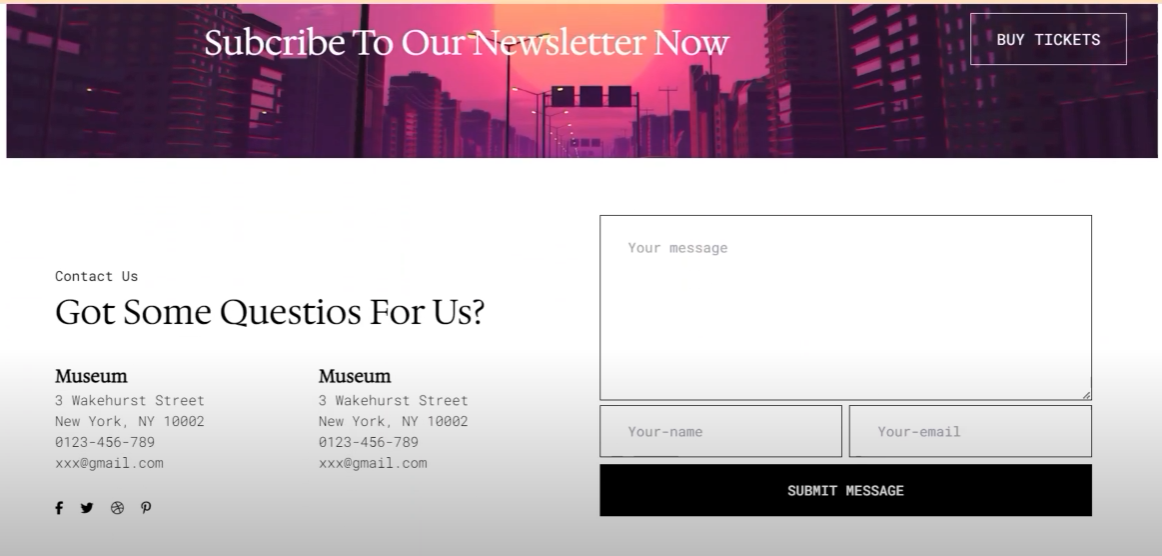 Subcribe To Our Newsletter Now
BUY TICKETS
Contact Us
Got Some Questios For Us?
Museum
3 Wakehurst Street
New York, NY 10002
0123-456-789
xxx@gmail.com
Museum
3 Wakehurst Street
New York, NY 10002
0123-456-789
xxx@gmail.com
Your message
Your-name
Your-email
SUBMIT MESSAGE